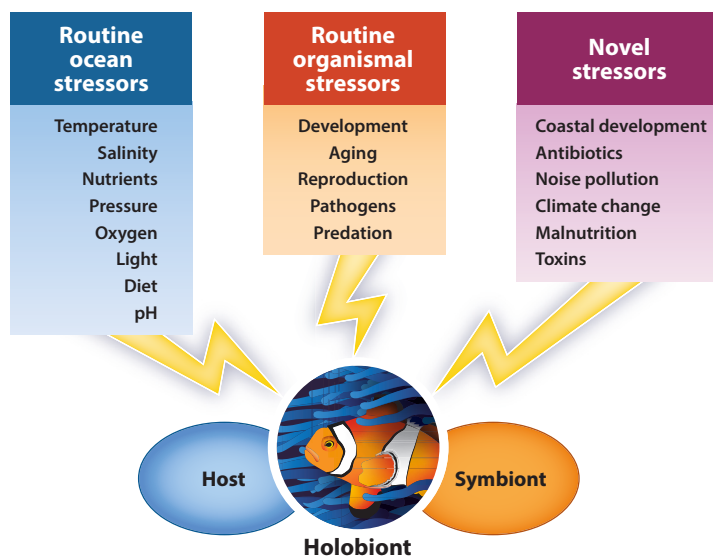 Routine
ocean
stressors
Temperature
Salinity
Nutrients
Pressure
Oxygen
Light
Diet
pH
Routine
organismal
stressors
Development
Aging
Reproduction
Pathogens
Predation
Novel
stressors
Coastal development
Antibiotics
Noise pollution
Climate change
Malnutrition
Toxins
Host
Symbiont
Holobiont